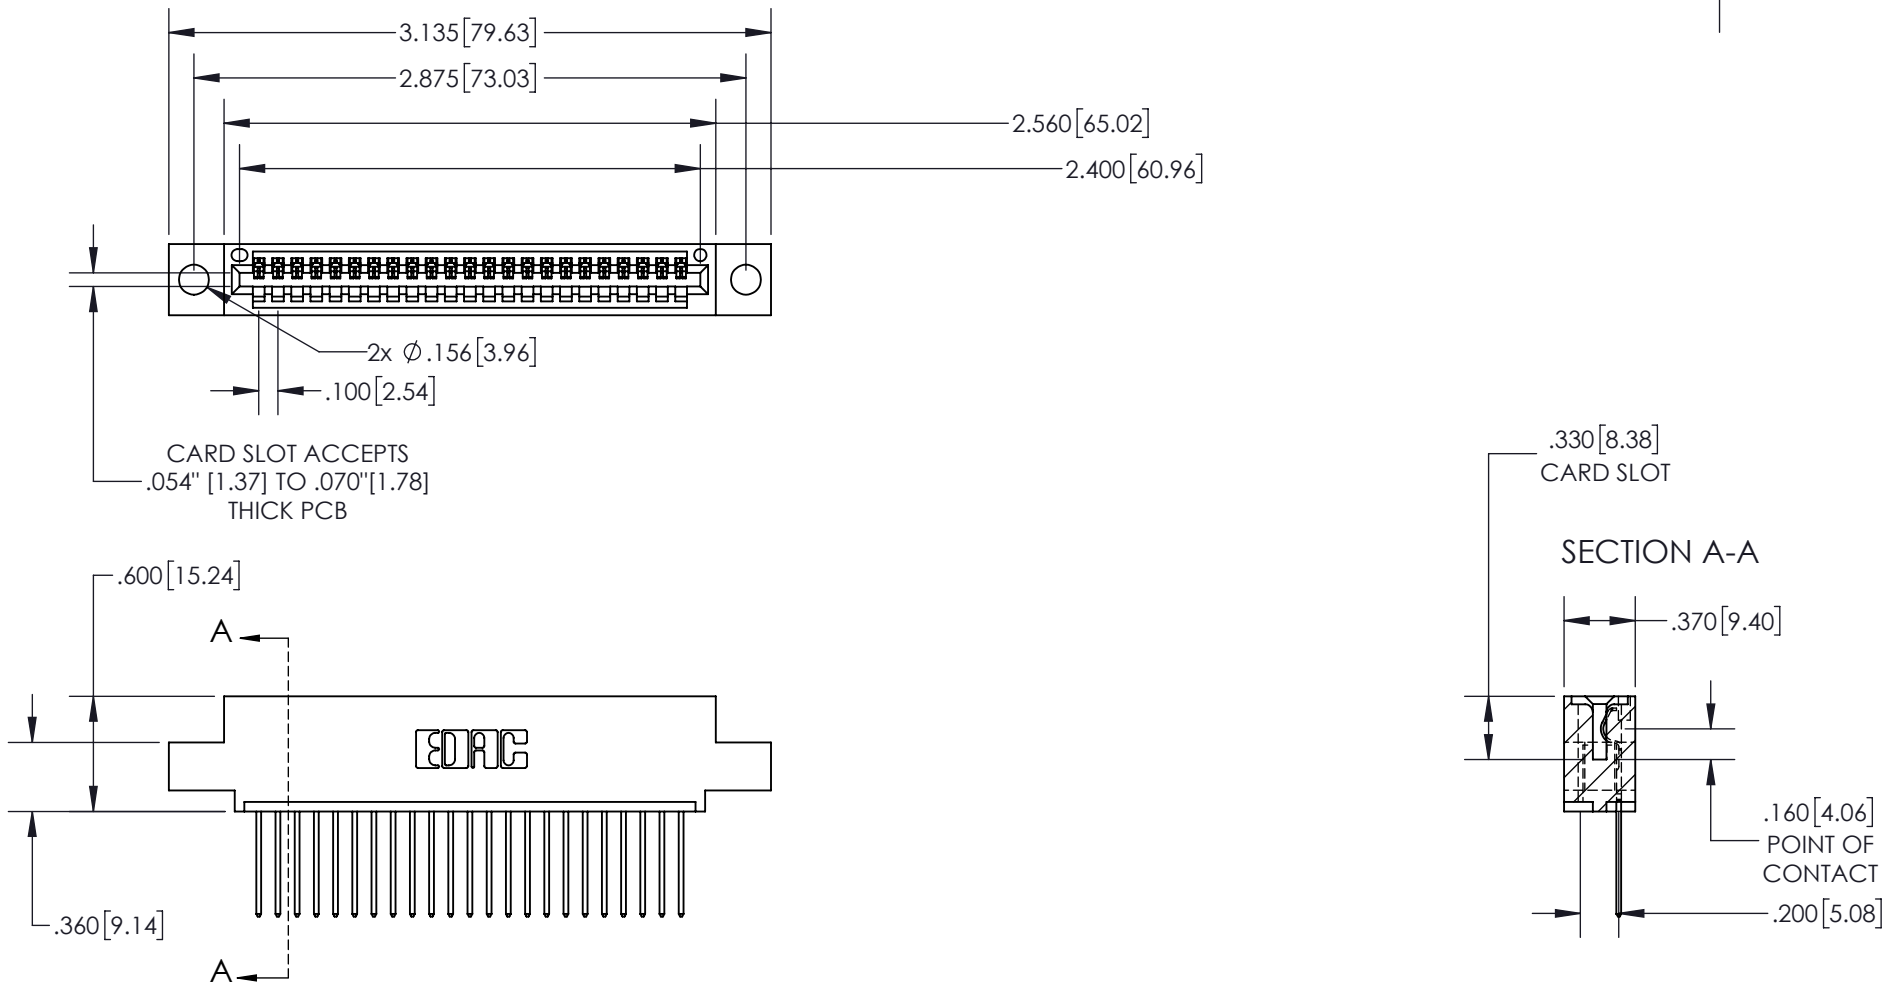 3.135[79.63]
2.875[73.03]
2.560[65.02]
2.400[60.96]
2x Ø.156[3.96]
.100[2.54]
CARD SLOT ACCEPTS
.054" [1.37] TO .070"[1.78]
THICK PCB
.330[8.38]
CARD SLOT
SECTION A-A
.600[15.24]
.370[9.40]
A
EDAC
.160[4.06]
POINT OF
CONTACT
.200[5.08]
.360[9.14]
A